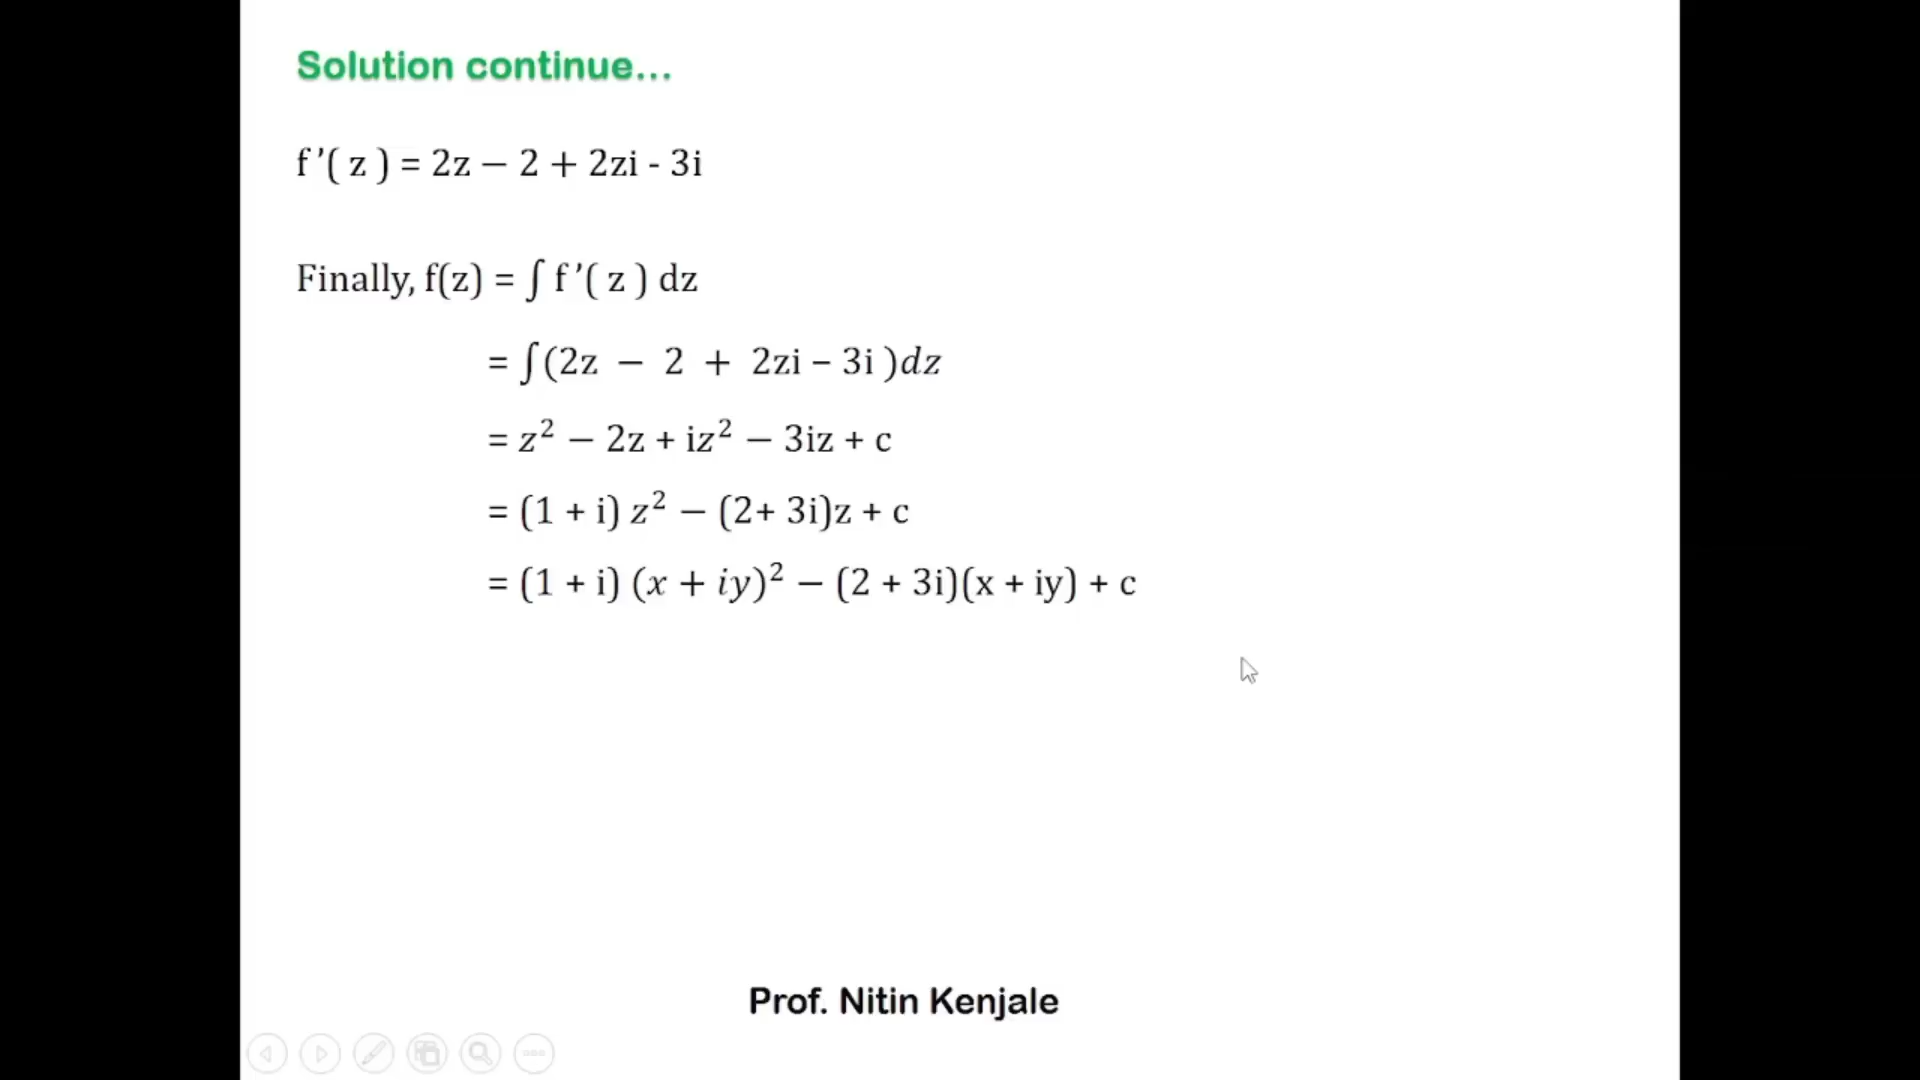 Solution continue...
f ’( z ) = 2z − 2 + 2zi - 3i
Finally, f(z) = ∫ f ’( z ) dz
= ∫(2z − 2 + 2zi – 3i )dz
= z² − 2z + iz² − 3iz + c
= (1 + i) z² − (2+ 3i)z + c
= (1 + i) (x + iy)² − (2 + 3i)(x + iy) + c
Prof. Nitin Kenjale